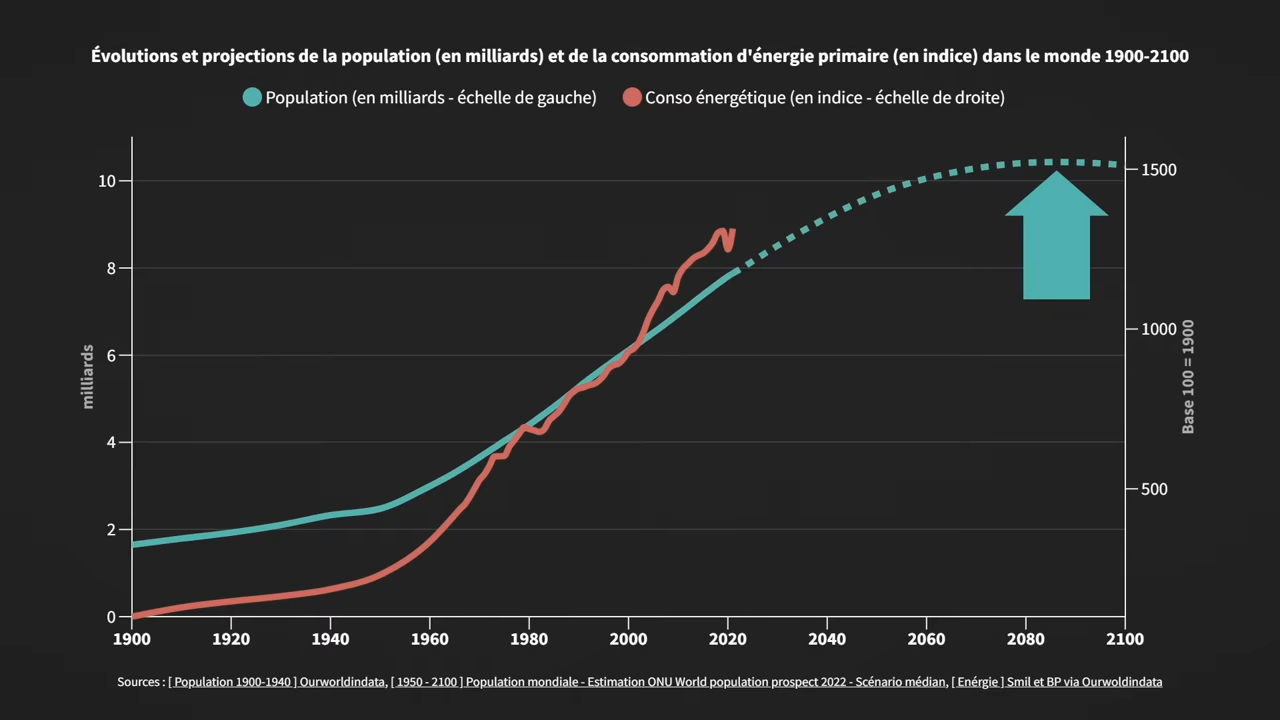 Évolutions et projections de la population (en milliards) et de la consommation d'énergie primaire (en indice) dans le monde 1900-2100
Population (en milliards - échelle de gauche)
Conso énergétique (en indice - échelle de droite)
10
8
6
4
2
0
milliards
1500
1000
500
Base 100 = 1900
1900 1920 1940 1960 1980 2000 2020 2040 2060 2080 2100
Sources : [ Population 1900-1940 ] Ourworldindata, [ 1950 - 2100 ] Population mondiale - Estimation ONU World population prospect 2022 - Scénario médian, [ Enérgie ] Smil et BP via Ourwoldindata